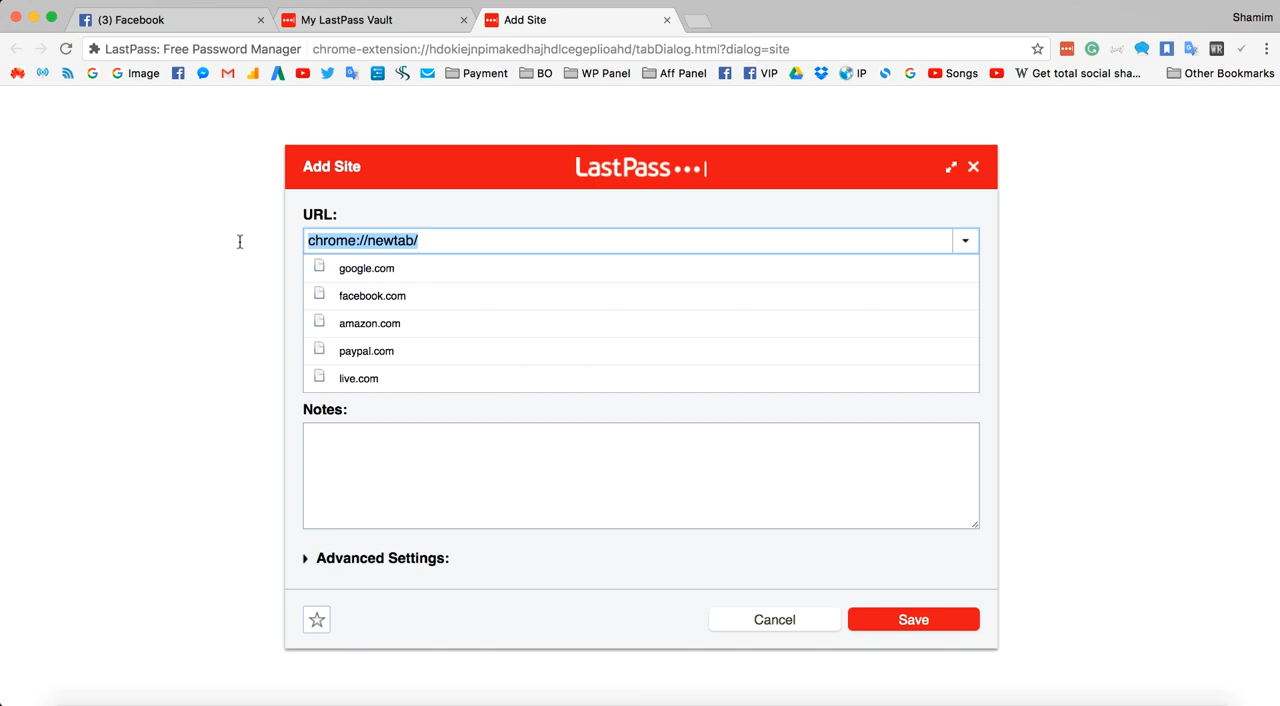 (3) Facebook
My LastPass Vault
Add Site
Shamim
LastPass: Free Password Manager
chrome-extension://hdokiejnpimakedhajhdlcegeplioahd/tabDialog.html?dialog=site
WR
Image
Payment
BO
WP Panel
Aff Panel
VIP
IP
Songs
W Get total social sha...
Other Bookmarks
Add Site
LastPass
URL:
chrome://newtab/
google.com
facebook.com
amazon.com
paypal.com
live.com
Notes:
Advanced Settings:
Cancel
Save